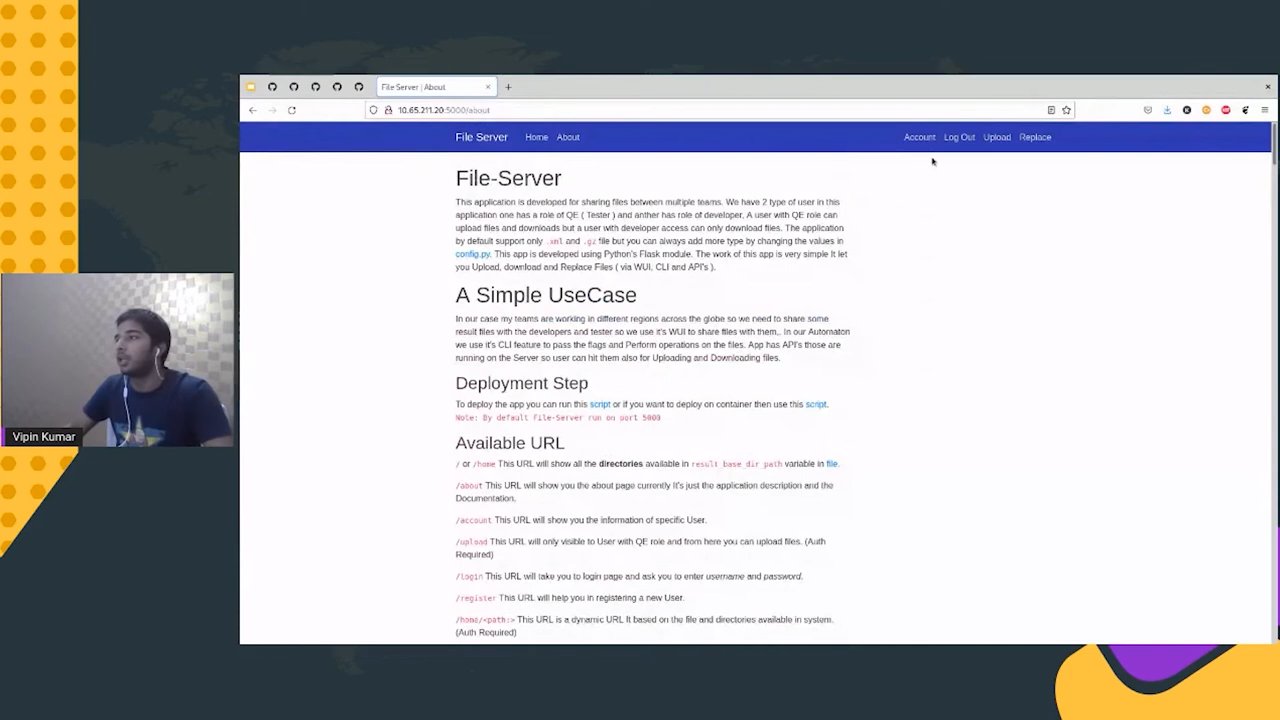 File Server | About
10.65.211.20:5000/about
File Server Home About Account Log Out Upload Replace
File-Server
This application is developed for sharing files between multiple teams. We have 2 type of user in this
application one has a role of QE ( Tester ) and anther has role of developer. A user with QE role can
upload files and downloads but a user with developer access can only download files. The application
by default support only .xml and .gz file but you can always add more type by changing the values in
config.py. This app is developed using Python's Flask module. The work of this app is very simple It let
you Upload, download and Replace Files ( via WUI, CLI and API's ).
A Simple UseCase
In our case my teams are working in different regions across the globe so we need to share some
result files with the developers and tester so we use it's WUI to share files with them,. In our Automaton
we use it's CLI feature to pass the flags and Perform operations on the files. App has API's those are
running on the Server so user can hit them also for Uploading and Downloading files.
Deployment Step
To deploy the app you can run this script or if you want to deploy on container then use this script.
Note: By default File-Server run on port 5000
Available URL
/ or /home This URL will show all the directories available in result_base_dir_path variable in file.
/about This URL will show you the about page currently It's just the application description and the
Documentation.
/account This URL will show you the information of specific User.
/upload This URL will only visible to User with QE role and from here you can upload files. (Auth
Required)
/login This URL will take you to login page and ask you to enter username and password.
/register This URL will help you in registering a new User.
/home/<path:> This URL is a dynamic URL It based on the file and directories available in system.
(Auth Required)
Vipin Kumar